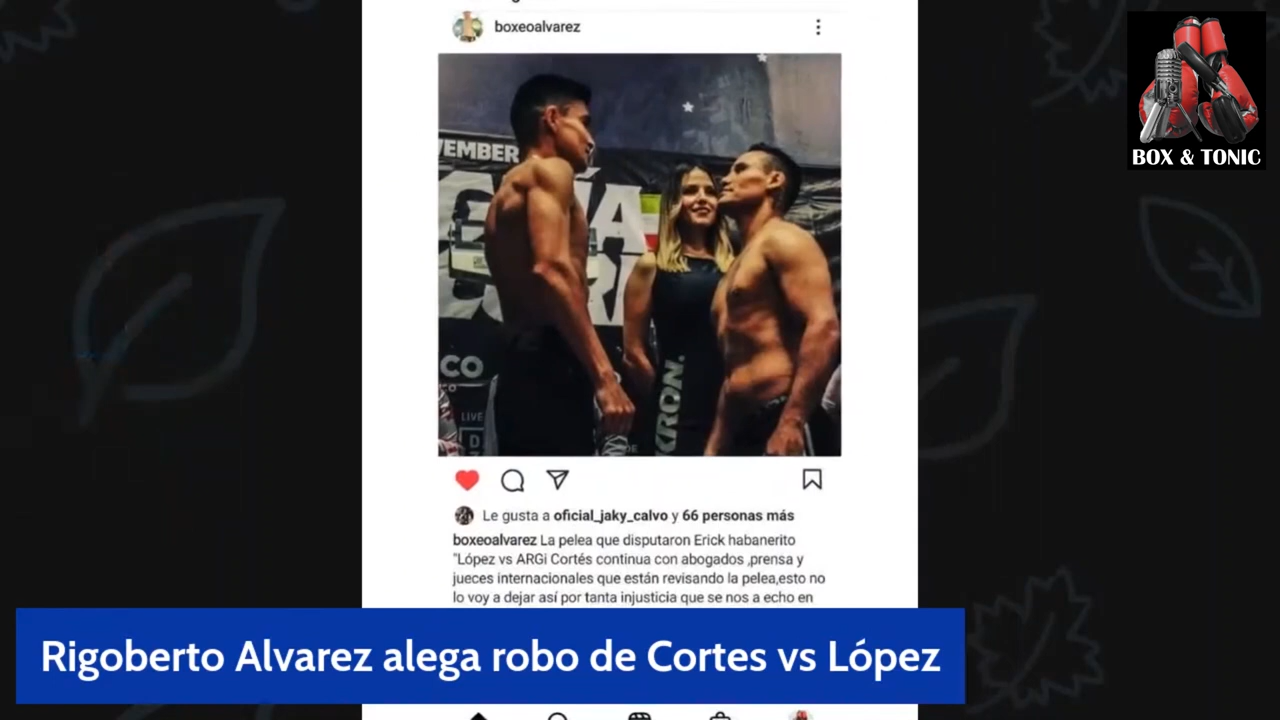 boxeoalvarez
BOX & TONIC
VEMBER
CO
LIVE
KRON.
Le gusta a oficial_jaky_calvo y 66 personas más
boxeoalvarez La pelea que disputaron Erick habanerito
"López vs ARGi Cortés continua con abogados ,prensa y
jueces internacionales que están revisando la pelea,esto no
lo voy a dejar así por tanta injusticia que se nos a echo en
Rigoberto Alvarez alega robo de Cortes vs López